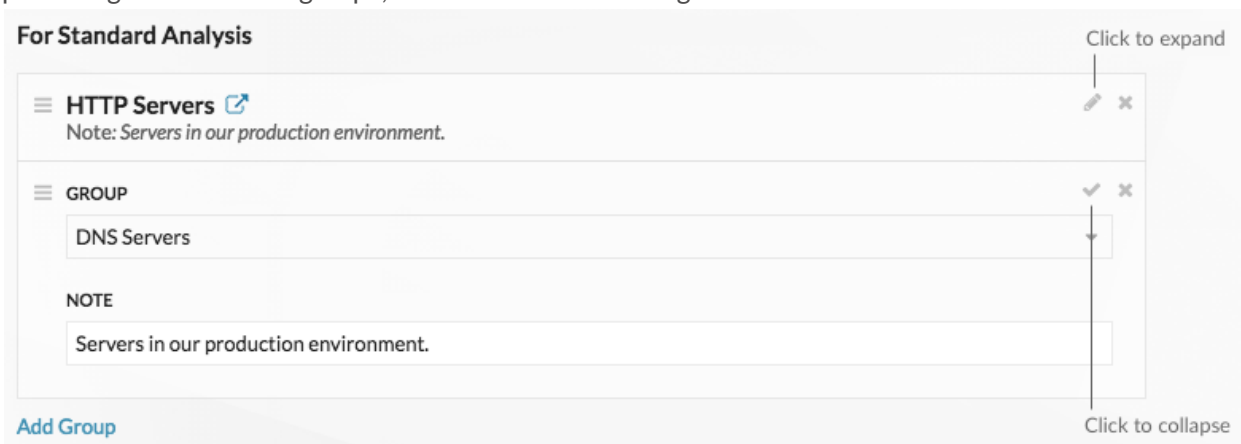 For Standard Analysis
Click to expand
HTTP Servers
Note: Servers in our production environment.
GROUP
DNS Servers
NOTE
Servers in our production environment.
Add Group
Click to collapse